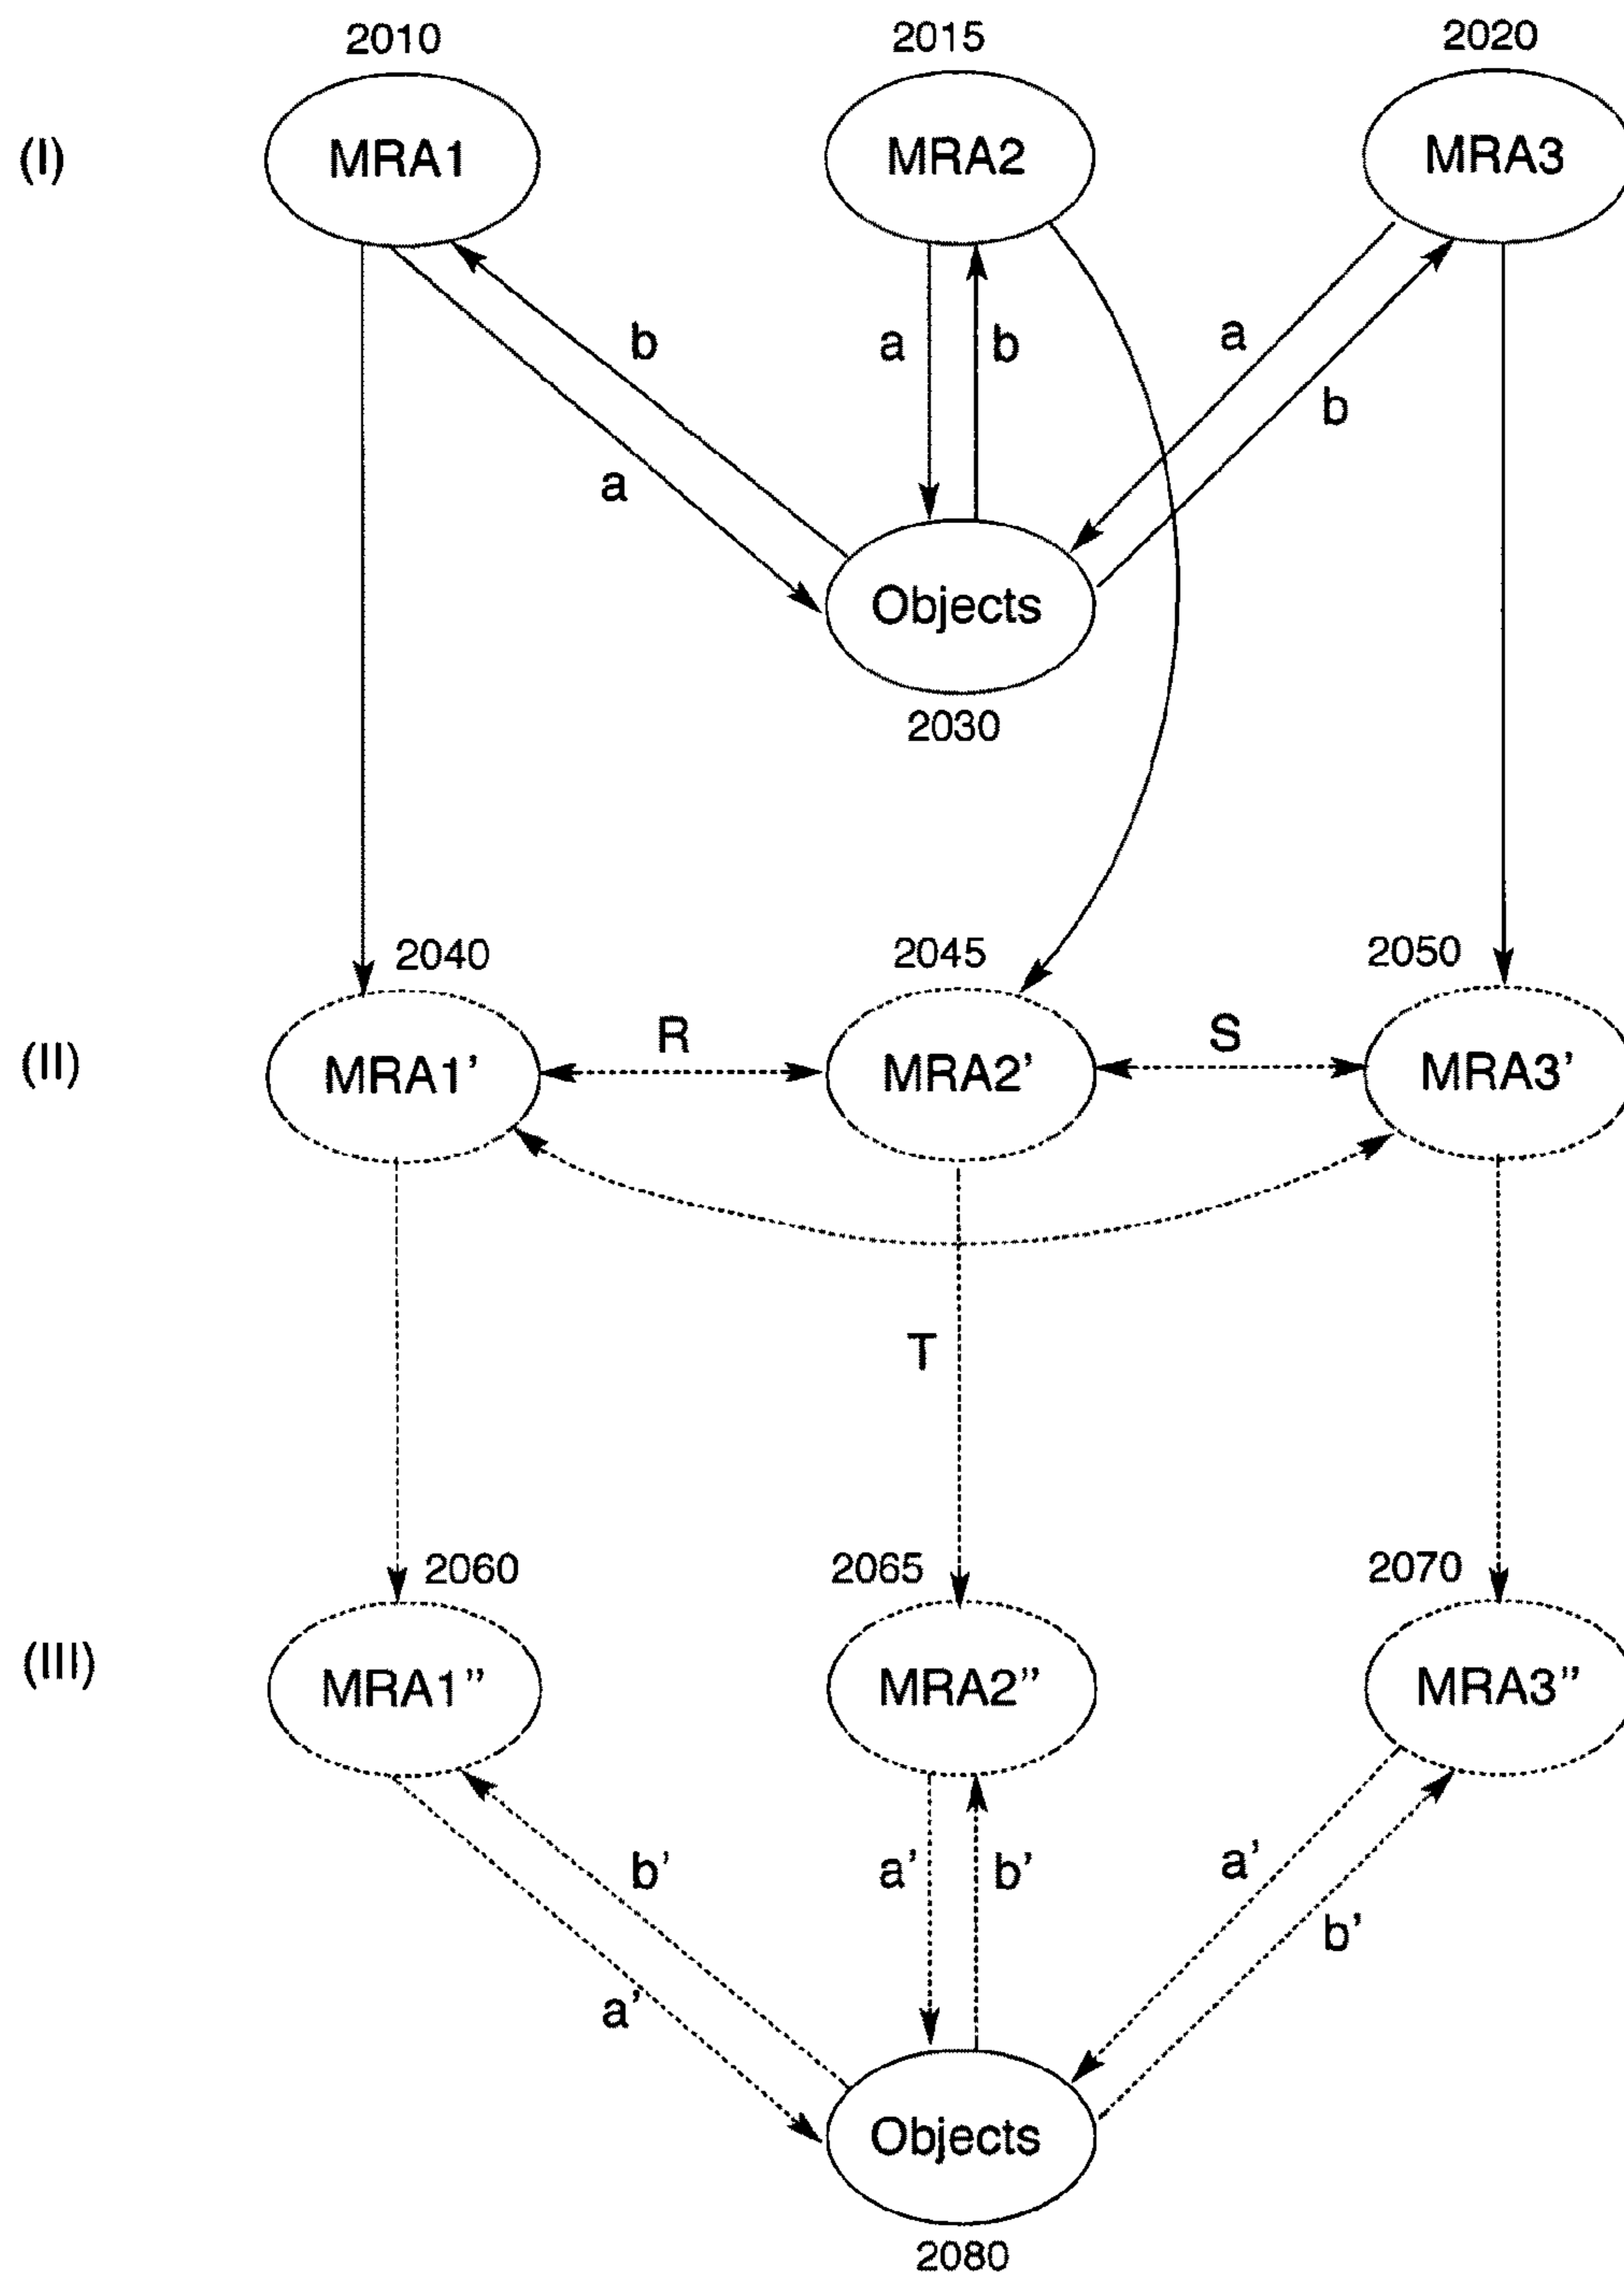 2010 2015 2020
(I) MRA1 MRA2 MRA3
b a b a
b
a
Objects
2030
2040 2045 2050
R S
(II) MRA1’ MRA2’ MRA3’
T
2060 2065 2070
(III) MRA1” MRA2” MRA3”
b’ a’ b’ a’
b’
a’
Objects
2080